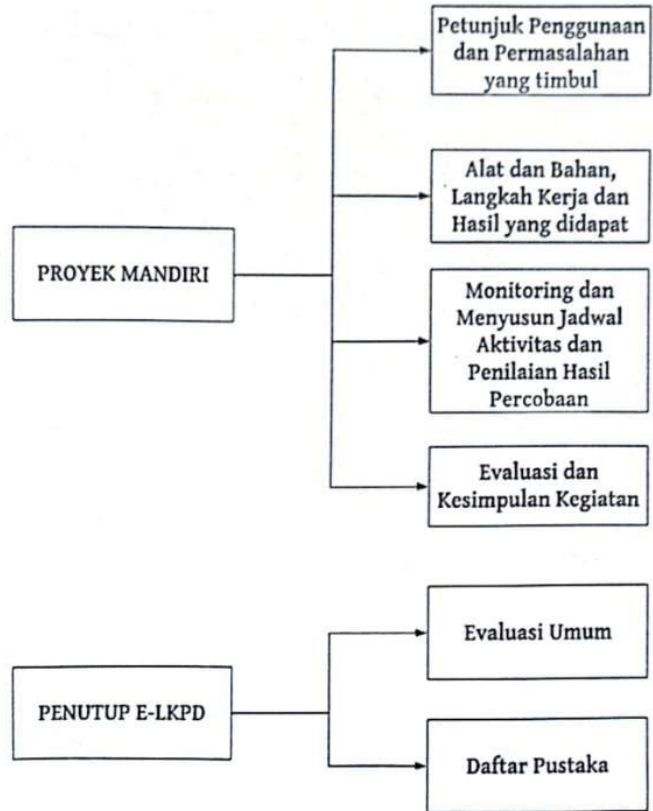 Petunjuk Penggunaan
dan Permasalahan
yang timbul
Alat dan Bahan,
Langkah Kerja dan
Hasil yang didapat
PROYEK MANDIRI
Monitoring dan
Menyusun Jadwal
Aktivitas dan
Penilaian Hasil
Percobaan
Evaluasi dan
Kesimpulan Kegiatan
Evaluasi Umum
PENUTUP E-LKPD
Daftar Pustaka